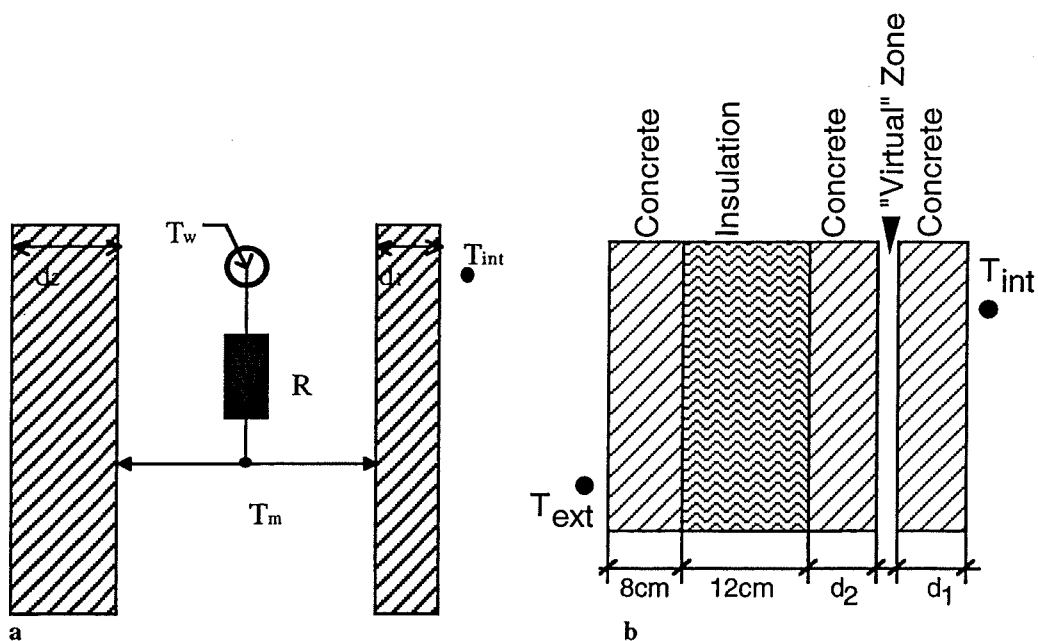 Tw
d2
d1
Tint
R
Tm
a
Concrete
Insulation
Concrete
"Virtual" Zone
Concrete
Tint
Text
8cm
12cm
d2
d1
b